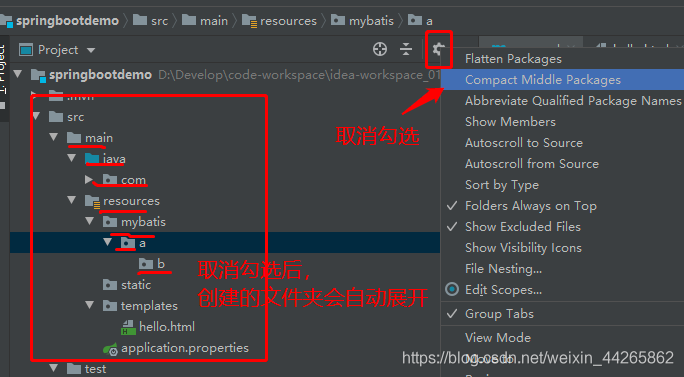 springbootdemo src main resources mybatis a
Project
1: Project
springbootdemo D:\Develop\code-workspace\idea-workspace_01
.mvn
src
main
java
com
resources
mybatis
a
b
static
templates
hello.html
application.properties
test
Flatten Packages
Compact Middle Packages
Abbreviate Qualified Package Names
Show Members
Autoscroll to Source
Autoscroll from Source
Sort by Type
Folders Always on Top
Show Excluded Files
Show Visibility Icons
File Nesting...
Edit Scopes...
Group Tabs
View Mode
Move to
取消勾选
取消勾选后,
创建的文件夹会自动展开
https://blog.csdn.net/weixin_44265862